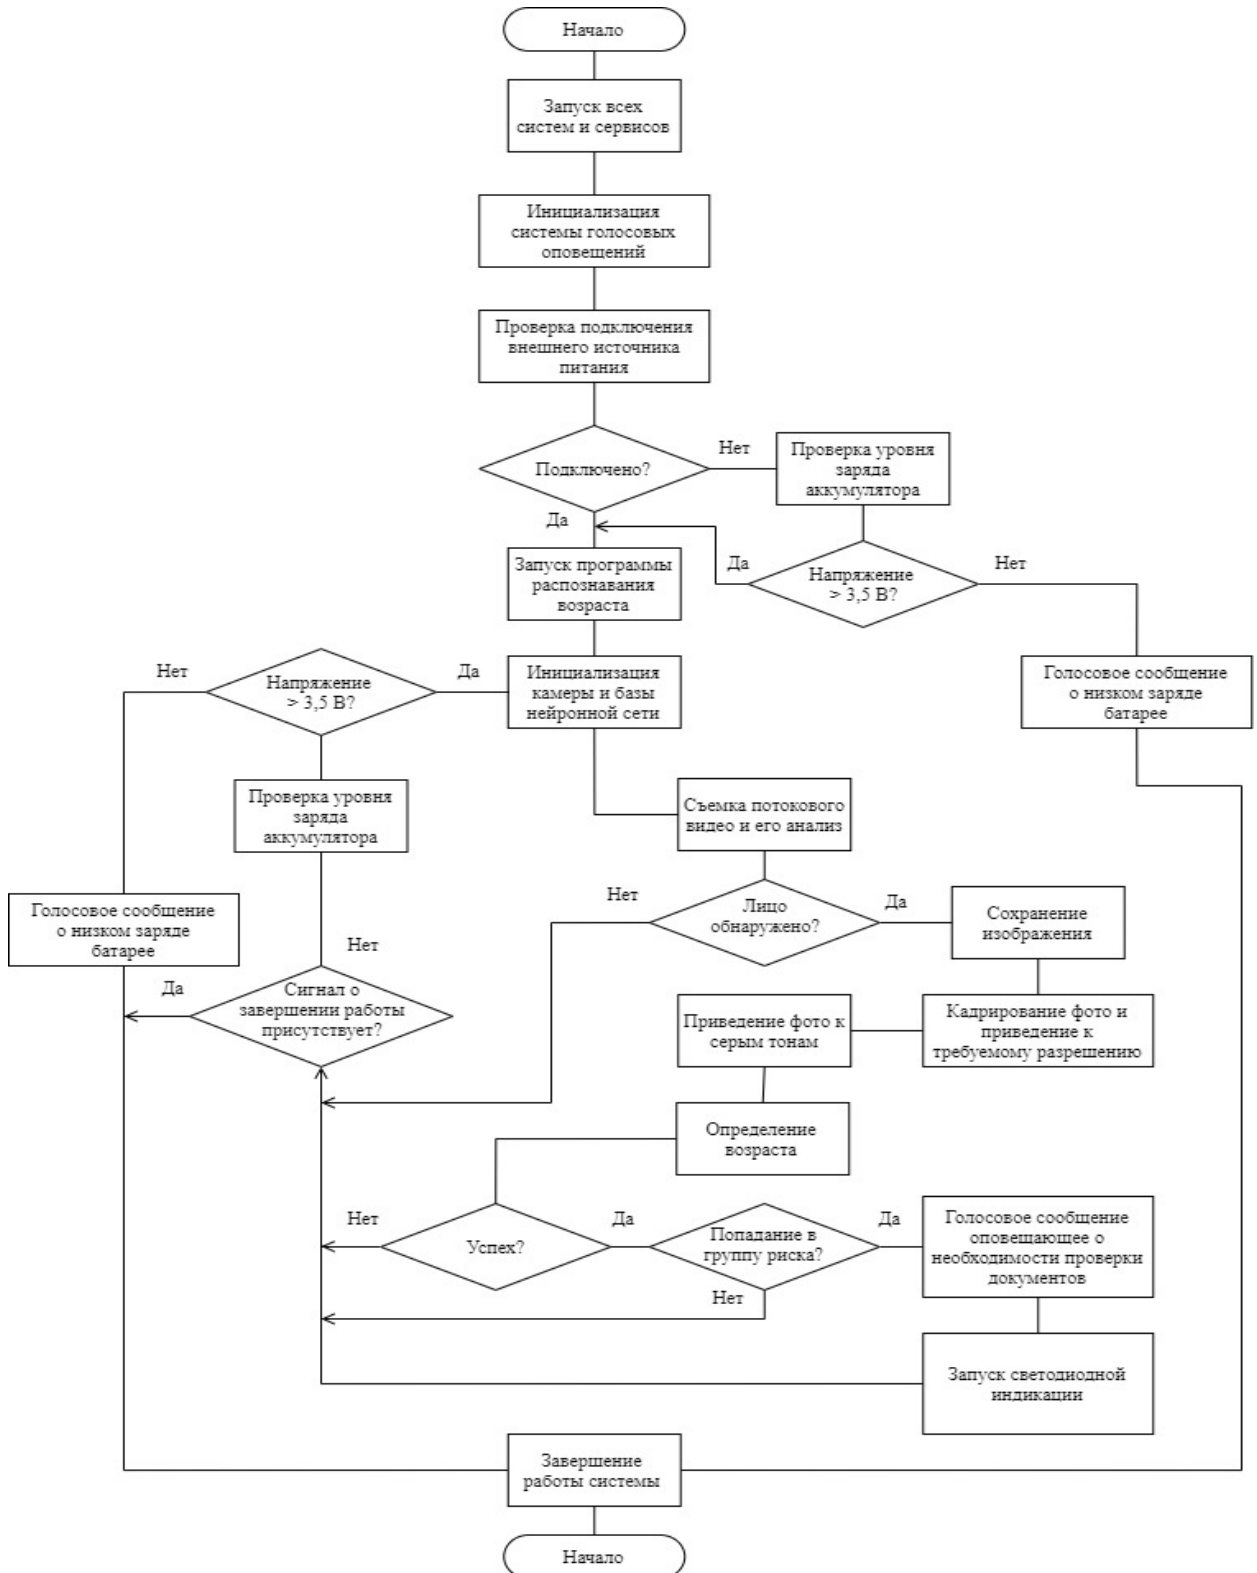 Начало
Запуск всех
систем и сервисов
Инициализация
системы голосовых
оповещений
Проверка подключения
внешнего источника
питания
Подключено?
Нет
Проверка уровня
заряда
аккумулятора
Да
Запуск программы
распознавания
возраста
Да
Напряжение
> 3,5 В?
Нет
Голосовое сообщение
о низком заряде
батарее
Нет
Напряжение
> 3,5 В?
Да
Инициализация
камеры и базы
нейронной сети
Проверка уровня
заряда
аккумулятора
Съемка потокового
видео и его анализ
Голосовое сообщение
о низком заряде
батарее
Нет
Нет
Лицо
обнаружено?
Да
Сохранение
изображения
Да
Сигнал о
завершении работы
присутствует?
Приведение фото к
серым тонам
Кадрирование фото и
приведение к
требуемому разрешению
Определение
возраста
Нет
Успех?
Да
Попадание в
группу риска?
Да
Нет
Голосовое сообщение
оповещающее о
необходимости проверки
документов
Запуск светодиодной
индикации
Завершение
работы системы
Начало